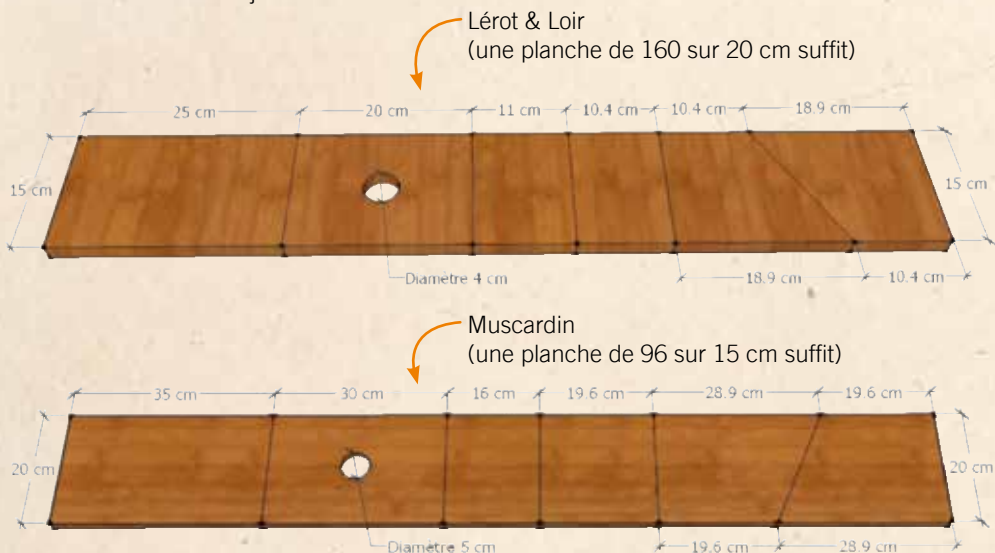 Lérot & Loir
(une planche de 160 sur 20 cm suffit)
25 cm 20 cm 11 cm 10.4 cm 10.4 cm 18.9 cm
15 cm 15 cm
Diamètre 4 cm 18.9 cm 10.4 cm
Muscardin
(une planche de 96 sur 15 cm suffit)
35 cm 30 cm 16 cm 19.6 cm 28.9 cm 19.6 cm
20 cm 20 cm
Diamètre 5 cm 19.6 cm 28.9 cm